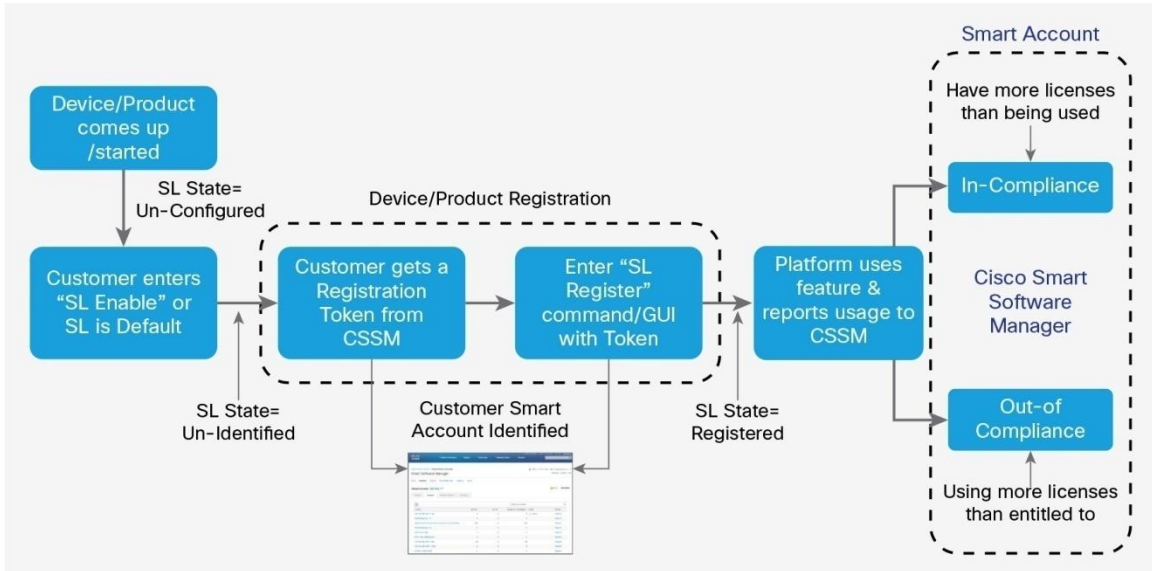 Smart Account
Device/Product
comes up
/started
Have more licenses
than being used
SL State=
Un-Configured
In-Compliance
Device/Product Registration
Customer enters
“SL Enable” or
SL is Default
Customer gets a
Registration
Token from
CSSM
Enter “SL
Register”
command/GUI
with Token
Platform uses
feature &
reports usage to
CSSM
Cisco Smart
Software
Manager
SL State=
Un-Identified
Customer Smart
Account Identified
SL State=
Registered
Out-of
Compliance
Using more licenses
than entitled to